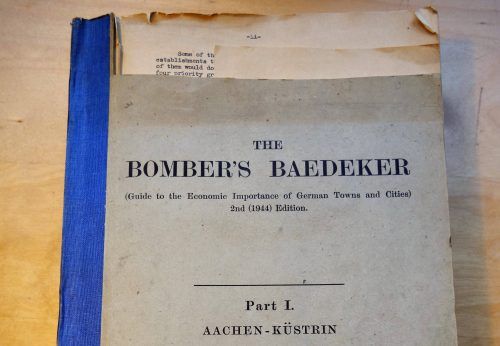 -ii-
Some of th
establishments t
of them would do
four priority gr
THE
BOMBER'S BAEDEKER
(Guide to the Economic Importance of German Towns and Cities)
2nd (1944) Edition.
Part I.
AACHEN-KÜSTRIN